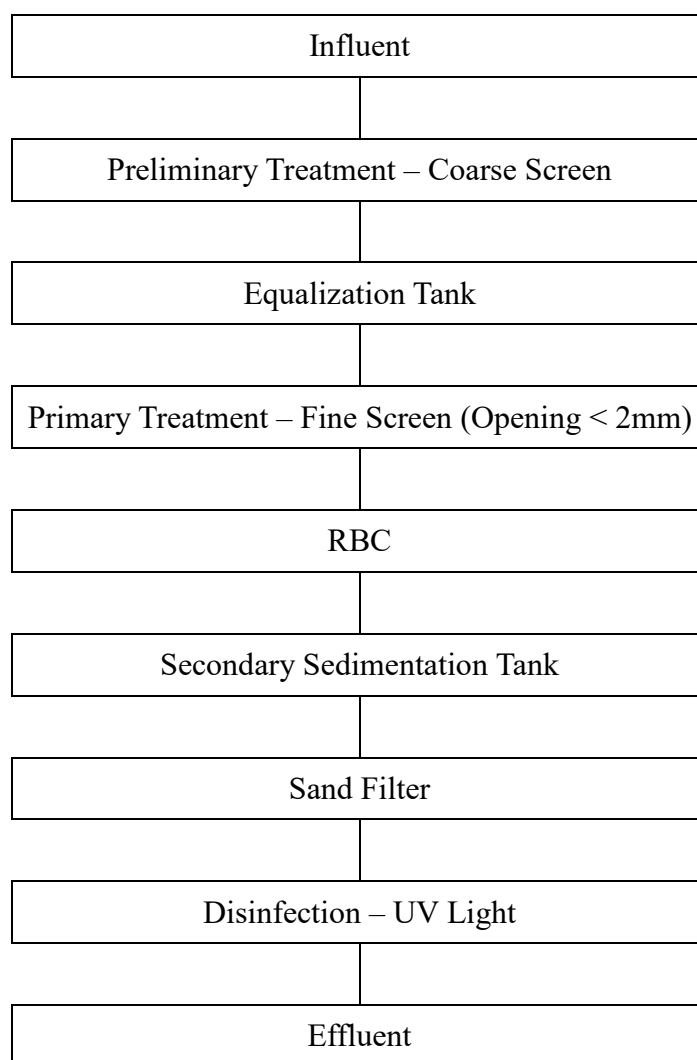 Influent
Preliminary Treatment – Coarse Screen
Equalization Tank
Primary Treatment – Fine Screen (Opening < 2mm)
RBC
Secondary Sedimentation Tank
Sand Filter
Disinfection – UV Light
Effluent